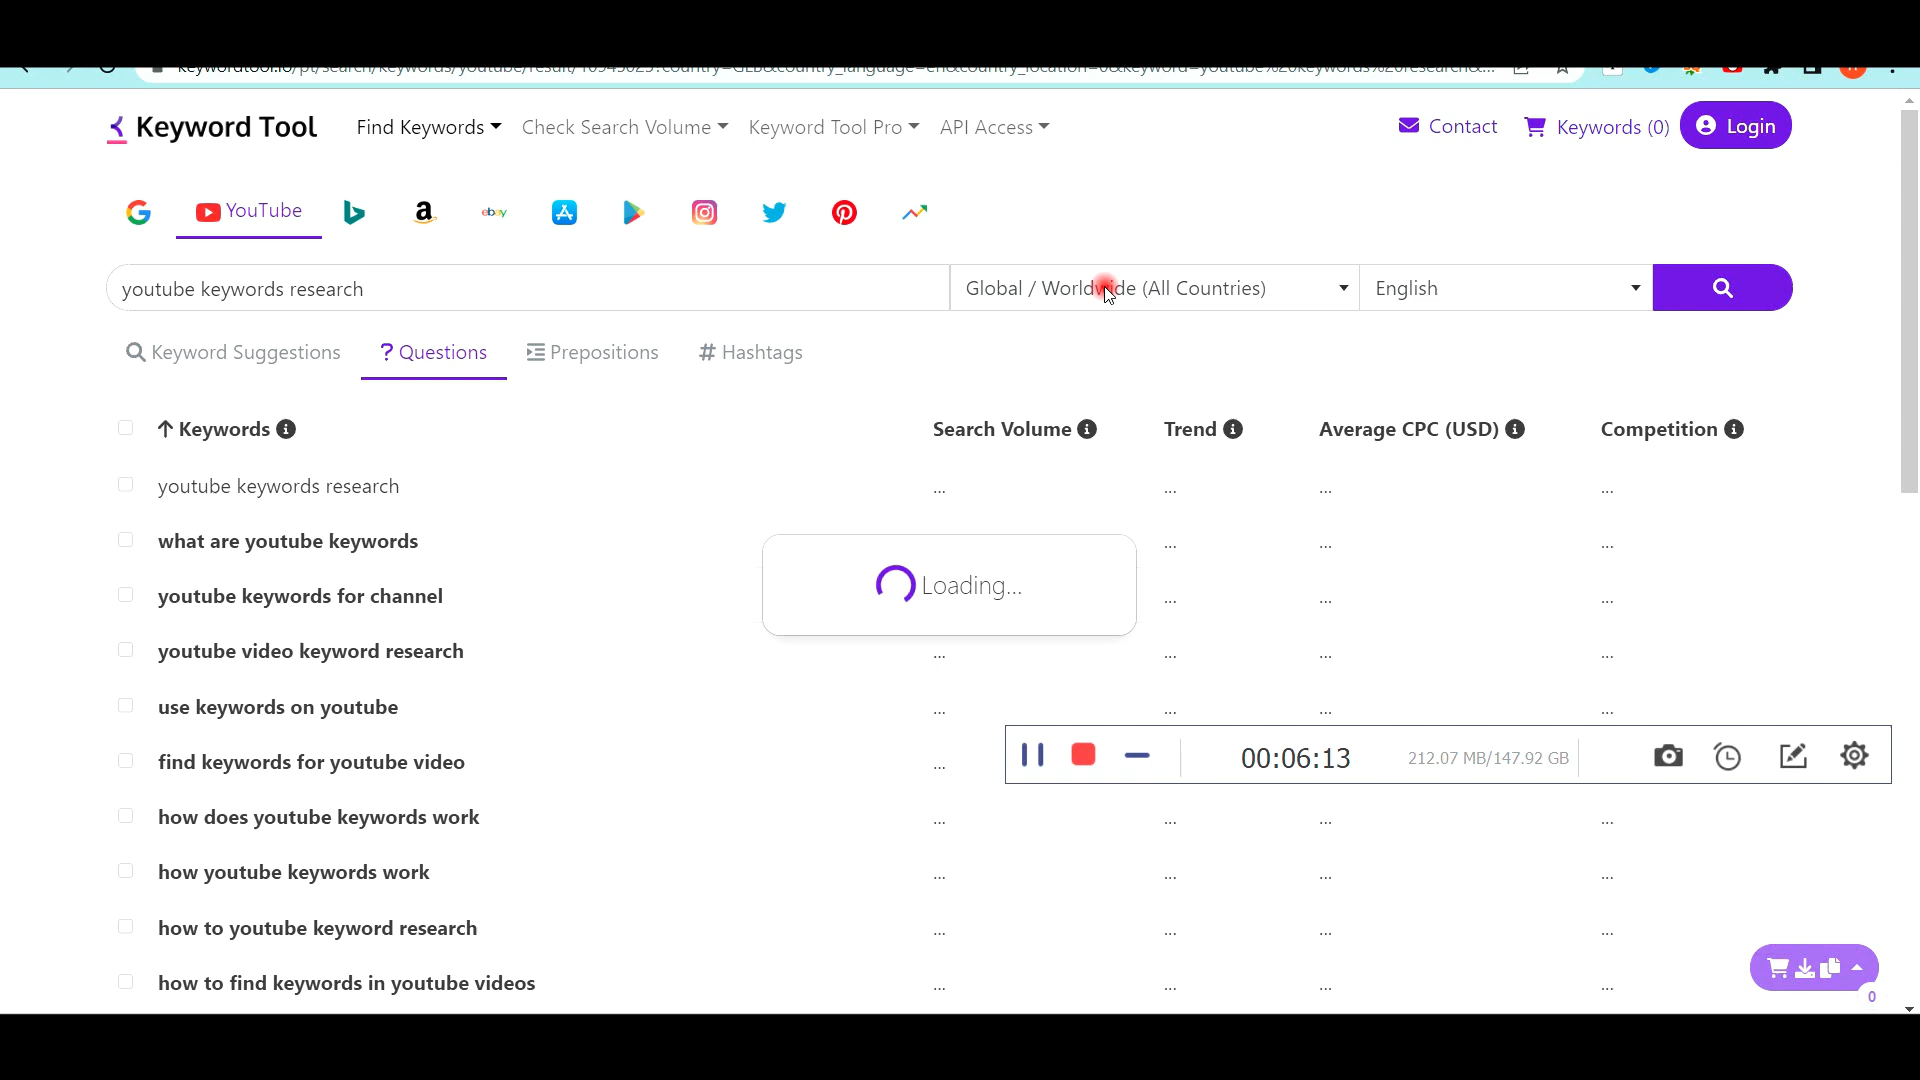 Keyword Tool Find Keywords Check Search Volume Keyword Tool Pro API Access Contact Keywords (0) Login
YouTube ebay
youtube keywords research Global / Worldwide (All Countries) English
Keyword Suggestions ? Questions Prepositions # Hashtags
↑ Keywords Search Volume Trend Average CPC (USD) Competition
youtube keywords research ... ... ... ...
what are youtube keywords ... ... ...
youtube keywords for channel ... ... ...
youtube video keyword research ... ... ... ...
use keywords on youtube ... ... ... ...
find keywords for youtube video ...
how does youtube keywords work ... ... ... ...
how youtube keywords work ... ... ... ...
how to youtube keyword research ... ... ... ...
how to find keywords in youtube videos ... ... ... ...
Loading...
00:06:13 212.07 MB/147.92 GB
0